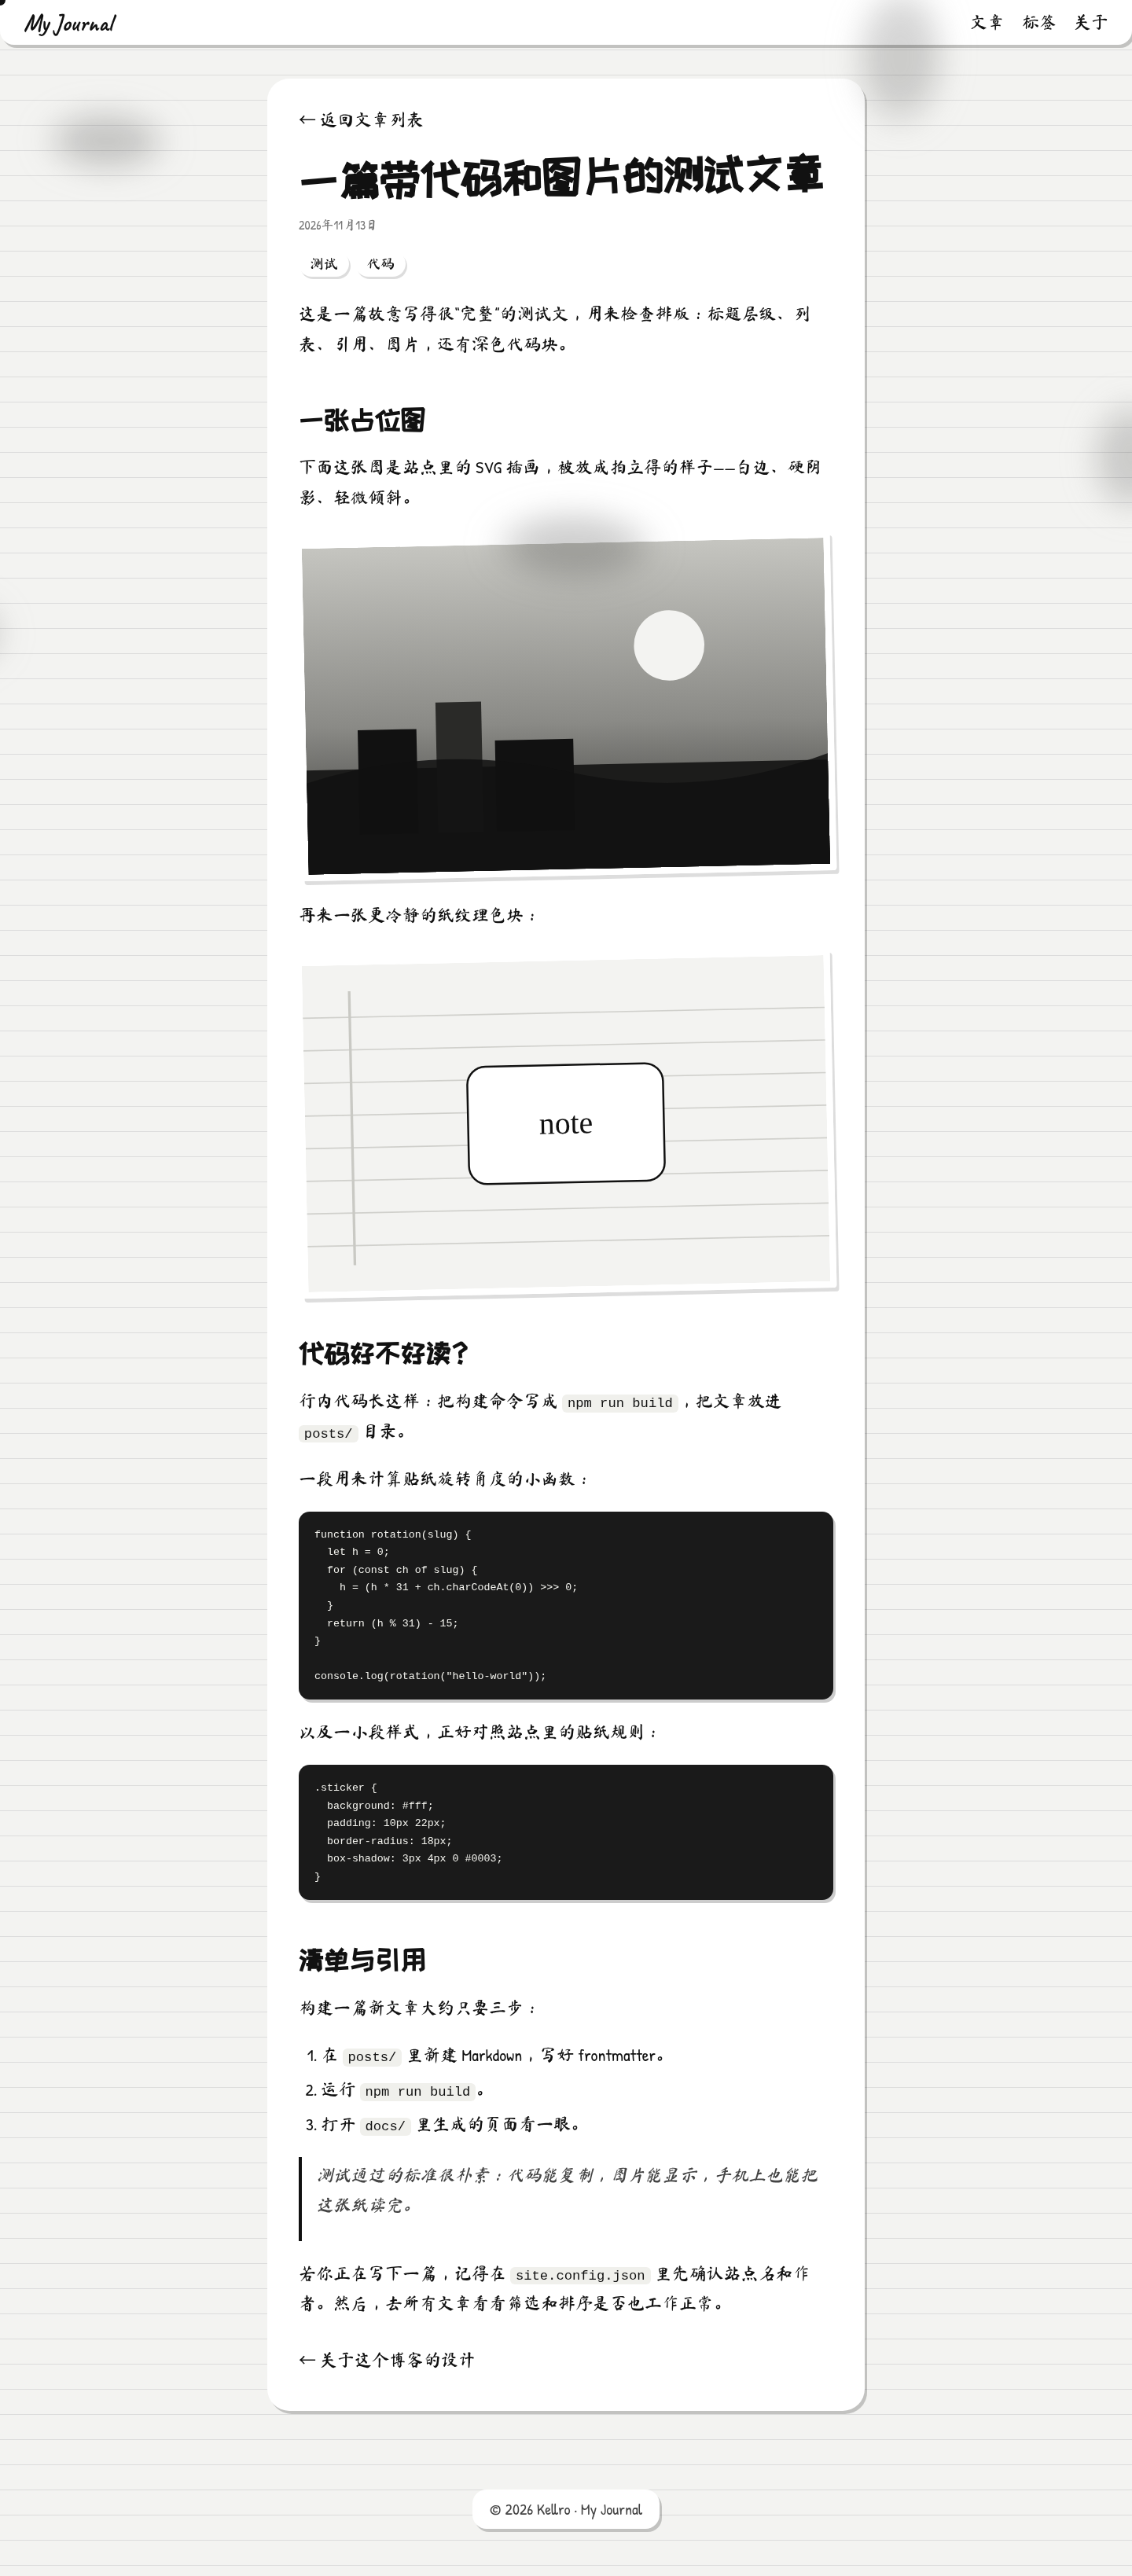 My Journal
文章 标签 关于
← 返回文章列表
一篇带代码和图片的测试文章
2026年11月13日
测试 代码
这是一篇故意写得很“完整”的测试文，用来检查排版：标题层级、列
表、引用、图片，还有深色代码块。
一张占位图
下面这张图是站点里的 SVG 插画，被放成拍立得的样子——白边、硬阴
影、轻微倾斜。
再来一张更冷静的纸纹理色块：
note
代码好不好读？
行内代码长这样：把构建命令写成 npm run build，把文章放进
posts/ 目录。
一段用来计算贴纸旋转角度的小函数：
function rotation(slug) {
  let h = 0;
  for (const ch of slug) {
    h = (h * 31 + ch.charCodeAt(0)) >>> 0;
  }
  return (h % 31) - 15;
}
console.log(rotation("hello-world"));
以及一小段样式，正好对照站点里的贴纸规则：
.sticker {
  background: #fff;
  padding: 10px 22px;
  border-radius: 18px;
  box-shadow: 3px 4px 0 #0003;
}
清单与引用
构建一篇新文章大约只要三步：
1. 在 posts/ 里新建 Markdown，写好 frontmatter。
2. 运行 npm run build。
3. 打开 docs/ 里生成的页面看一眼。
测试通过的标准很朴素：代码能复制，图片能显示，手机上也能把
这张纸读完。
若你正在写下一篇，记得在 site.config.json 里先确认站点名和作
者。然后，去所有文章看看筛选和排序是否也工作正常。
← 关于这个博客的设计
© 2026 Kellro · My Journal